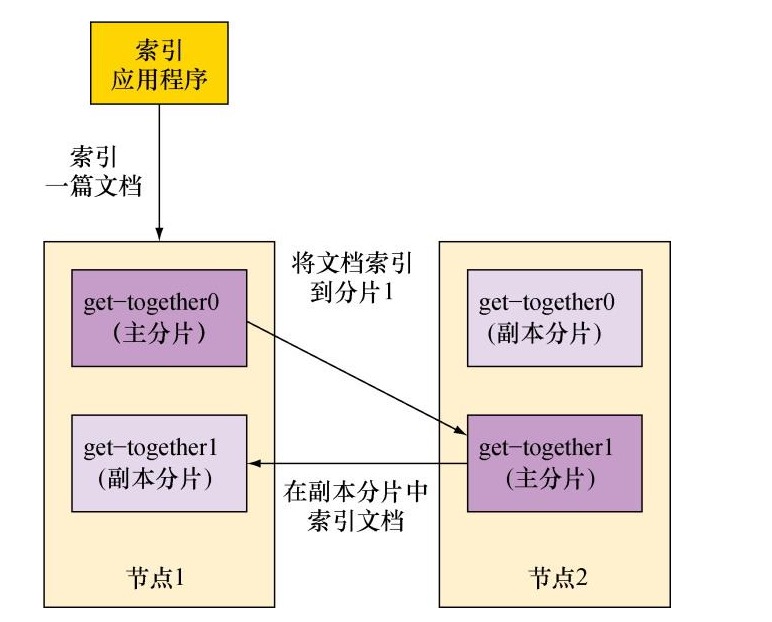 索引
应用程序
索引
一篇文档
将文档索引
到分片1
get-together0
（主分片）
get-together0
(副本分片)
get-together1
(副本分片)
get-together1
(主分片)
在副本分片中
索引文档
节点1
节点2